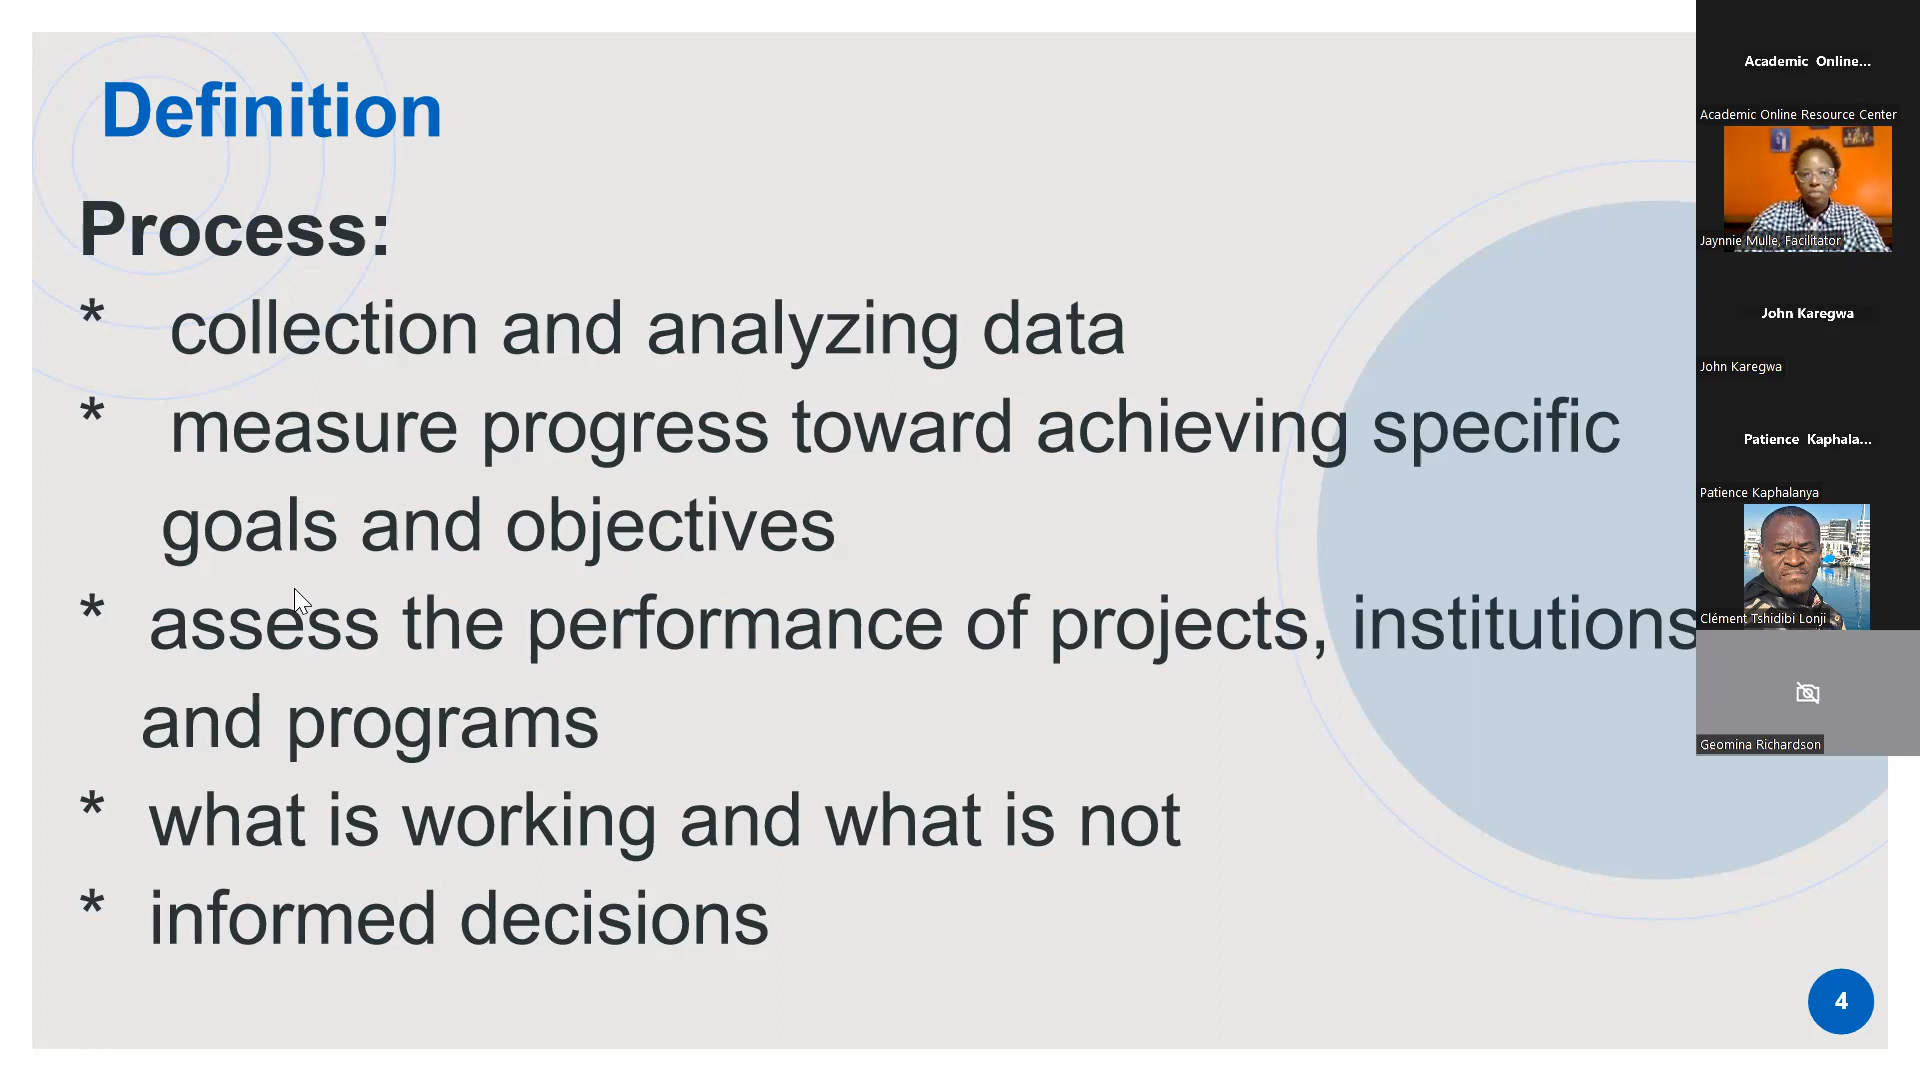 Definition
Process:
* collection and analyzing data
* measure progress toward achieving specific
goals and objectives
* assess the performance of projects, institutions
and programs
* what is working and what is not
* informed decisions
4
Academic Online...
Academic Online Resource Center
Jaynnie Mulle, Facilitator
John Karegwa
John Karegwa
Patience Kaphala...
Patience Kaphalanya
Clément Tshidibi Lonji
Geomina Richardson